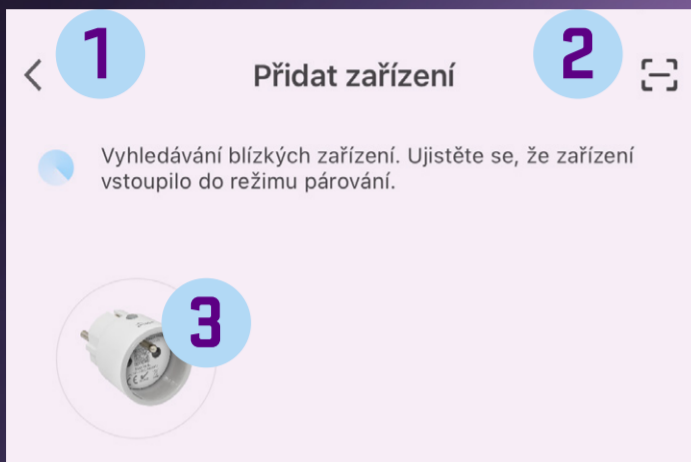 1
2
Přidat zařízení
Vyhledávání blízkých zařízení. Ujistěte se, že zařízení
vstoupilo do režimu párování.
3